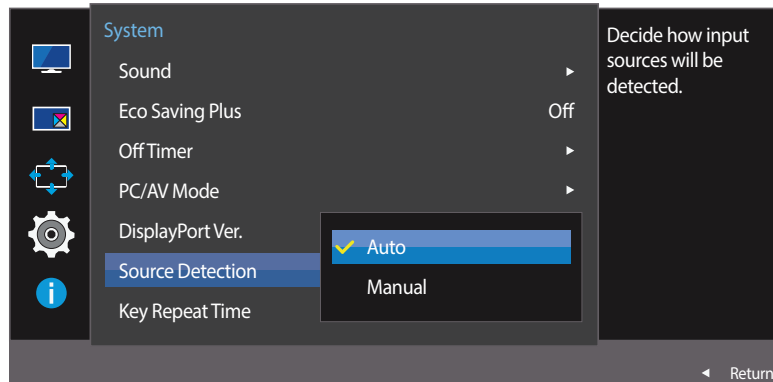 System
Sound
Eco Saving Plus Off
Off Timer
PC/AV Mode
DisplayPort Ver.
Source Detection
Key Repeat Time
Auto
Manual
Decide how input
sources will be
detected.
Return